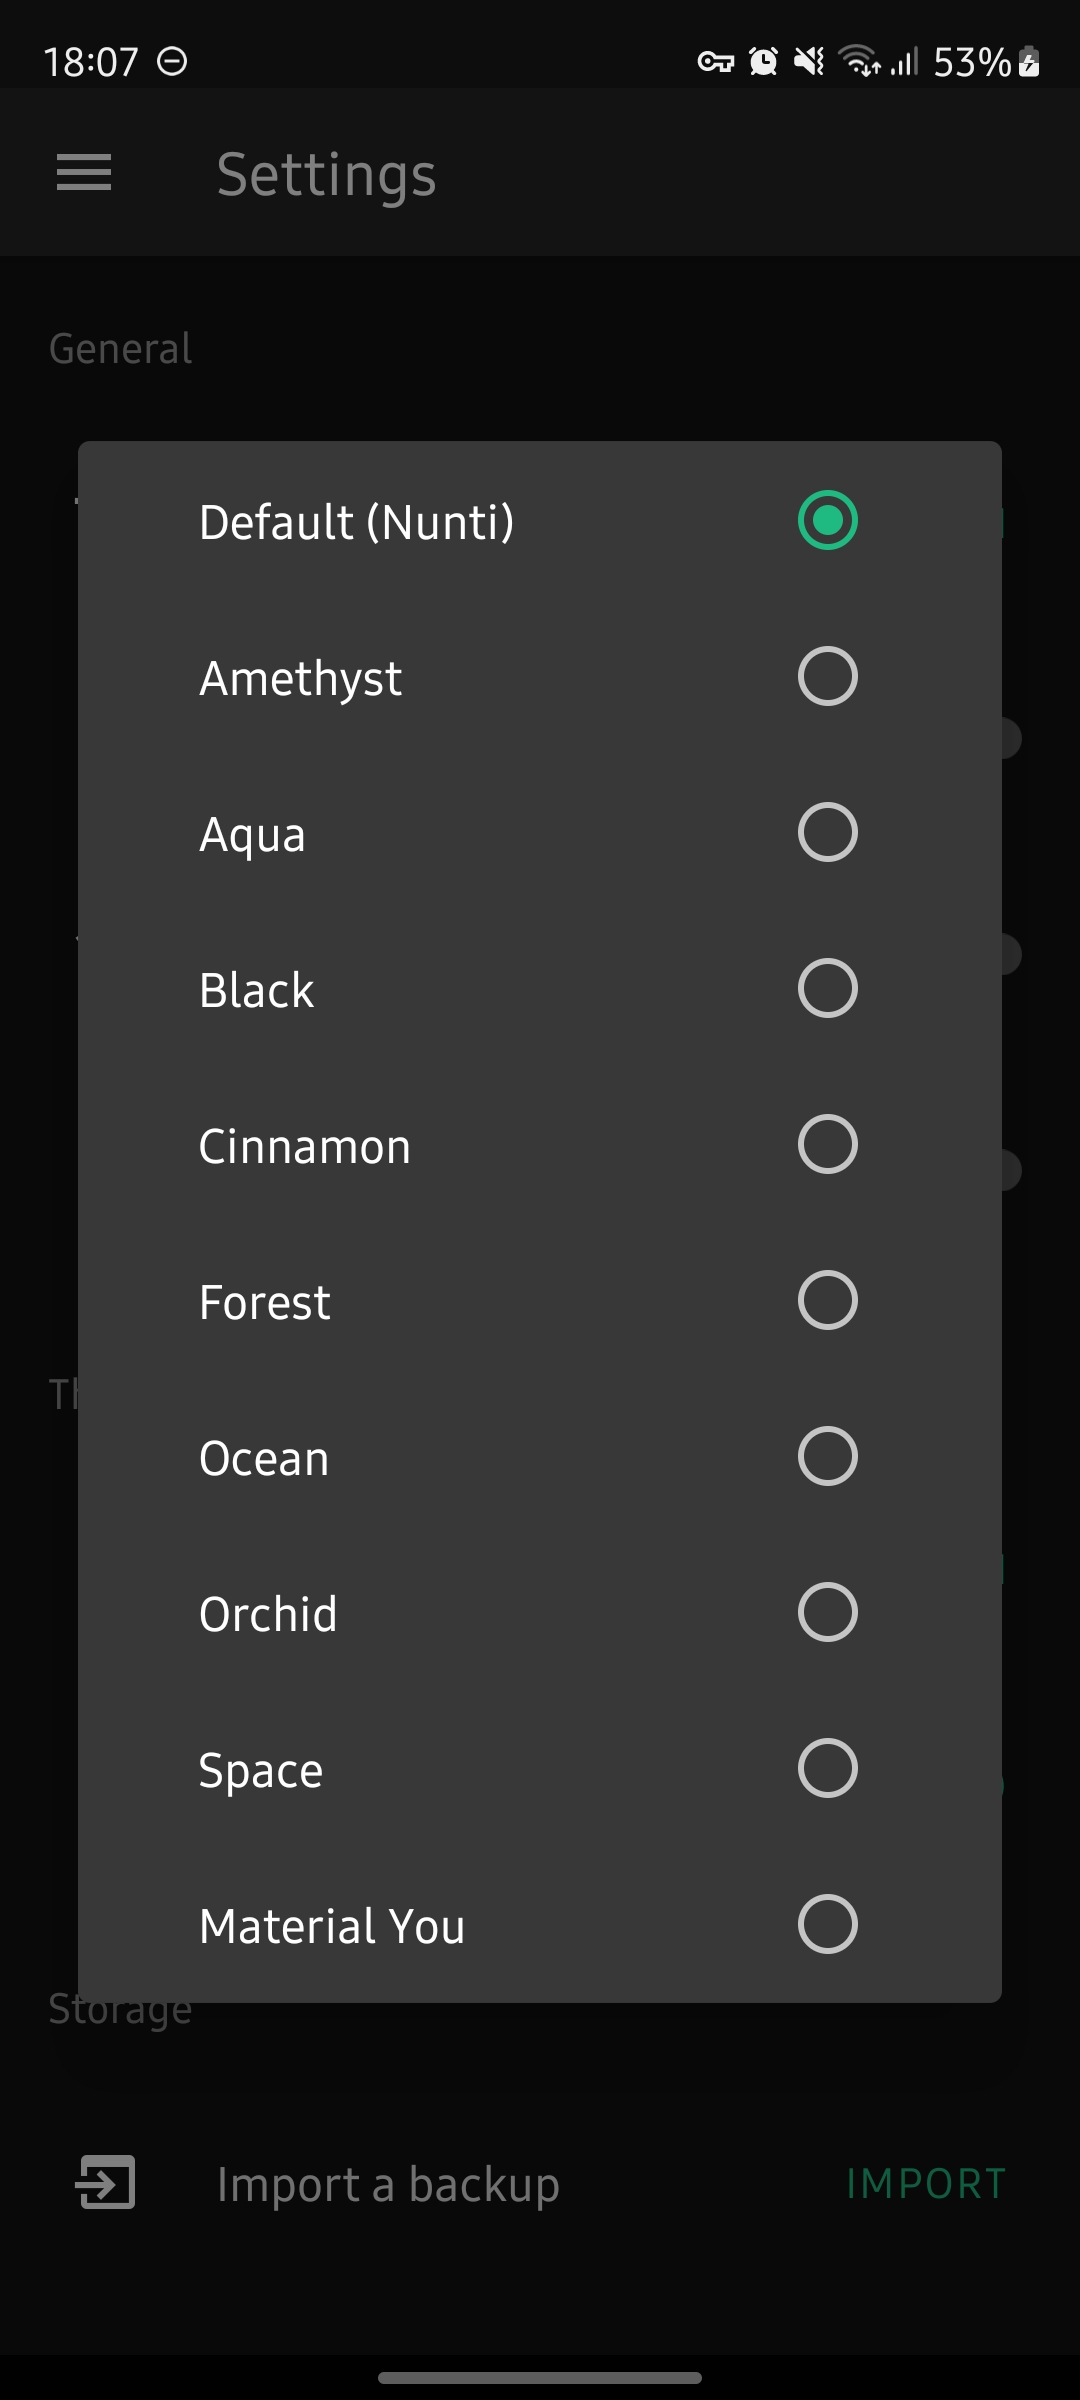 18:07 53%
Settings
General
Default (Nunti)
Amethyst
Aqua
Black
Cinnamon
Forest
Ocean
Orchid
Space
Material You
Storage
Import a backup IMPORT